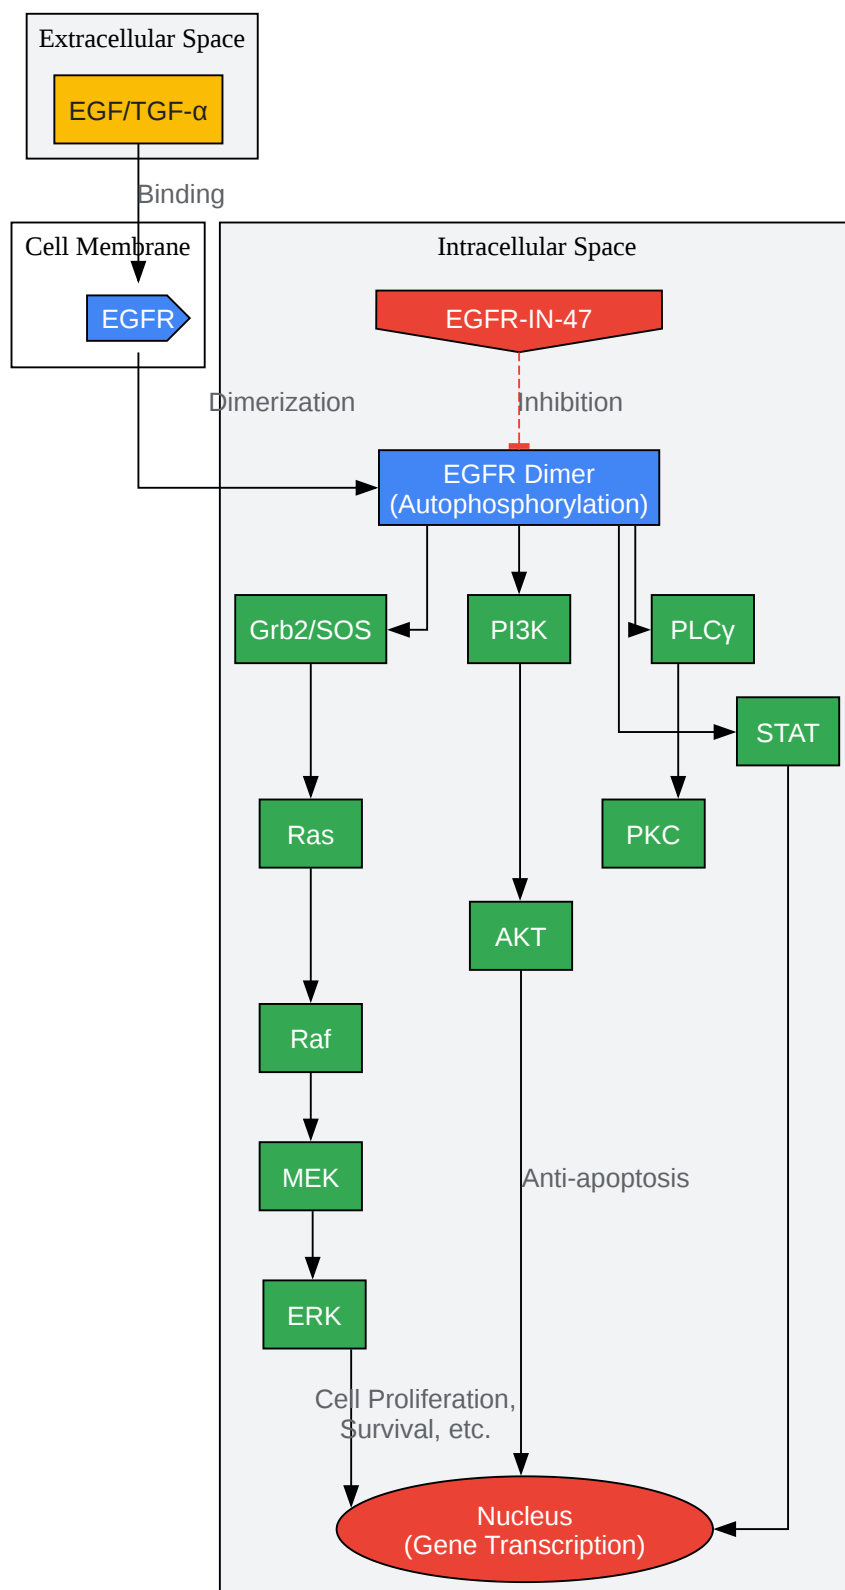 Extracellular Space
EGF/TGF-α
Binding
Cell Membrane
Intracellular Space
EGFR
EGFR-IN-47
Dimerization
Inhibition
EGFR Dimer
(Autophosphorylation)
Grb2/SOS
PI3K
PLCγ
STAT
Ras
PKC
AKT
Raf
MEK
Anti-apoptosis
ERK
Cell Proliferation,
Survival, etc.
Nucleus
(Gene Transcription)